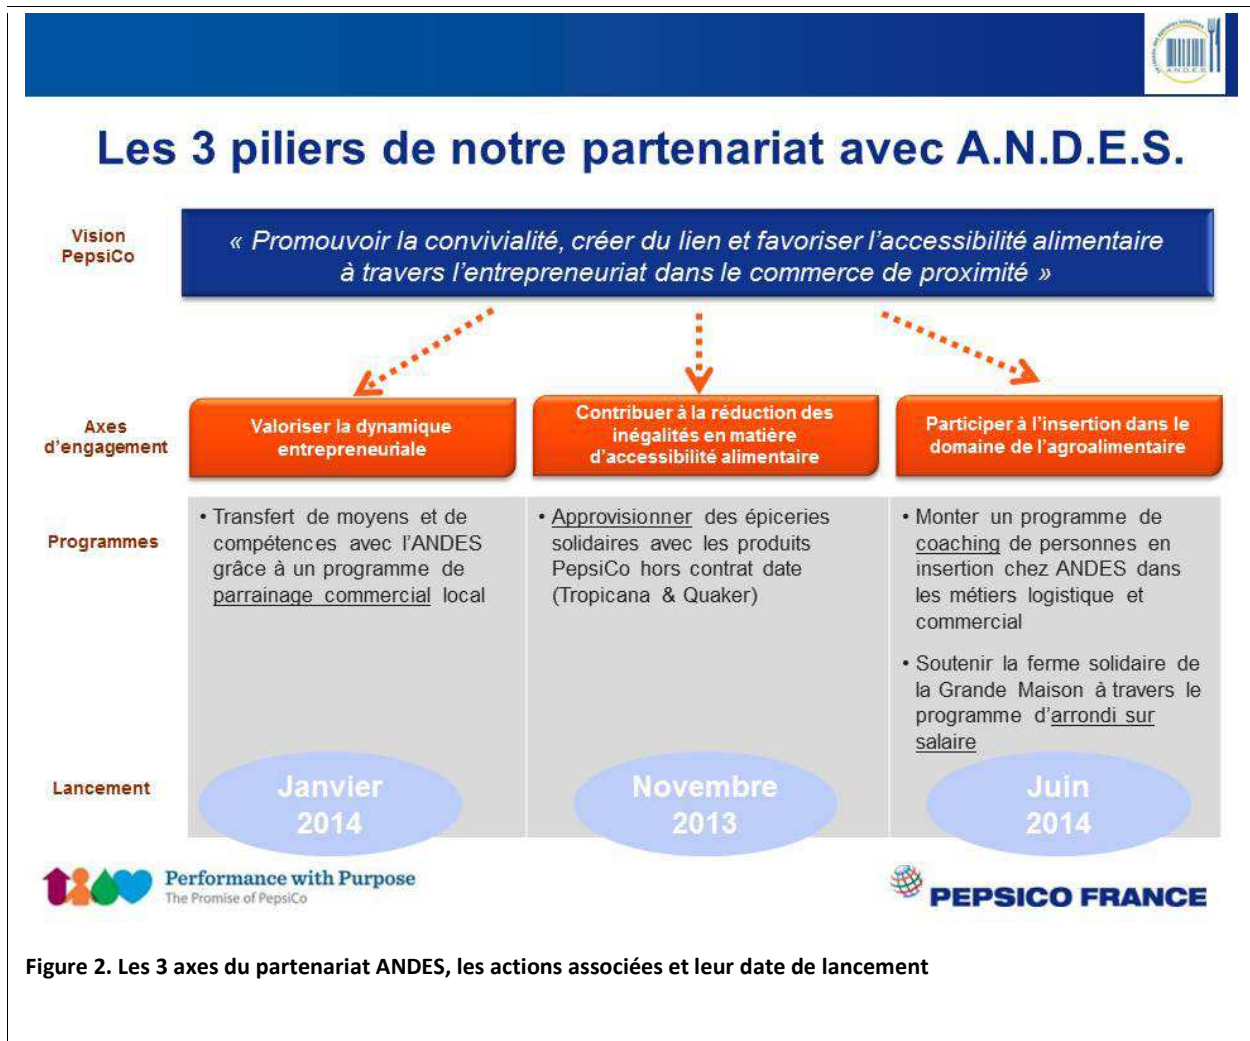 A.N.D.E.S
Les 3 piliers de notre partenariat avec A.N.D.E.S.
Vision
PepsiCo
« Promouvoir la convivialité, créer du lien et favoriser l'accessibilité alimentaire
à travers l'entrepreneuriat dans le commerce de proximité »
Axes
d'engagement
Valoriser la dynamique
entrepreneuriale
Contribuer à la réduction des
inégalités en matière
d'accessibilité alimentaire
Participer à l'insertion dans le
domaine de l'agroalimentaire
Programmes
• Transfert de moyens et de
compétences avec l'ANDES
grâce à un programme de
parrainage commercial local
• Approvisionner des épiceries
solidaires avec les produits
PepsiCo hors contrat date
(Tropicana & Quaker)
• Monter un programme de
coaching de personnes en
insertion chez ANDES dans
les métiers logistique et
commercial
• Soutenir la ferme solidaire de
la Grande Maison à travers le
programme d'arrondi sur
salaire
Lancement
Janvier
2014
Novembre
2013
Juin
2014
Performance with Purpose
The Promise of PepsiCo
PEPSICO FRANCE
Figure 2. Les 3 axes du partenariat ANDES, les actions associées et leur date de lancement